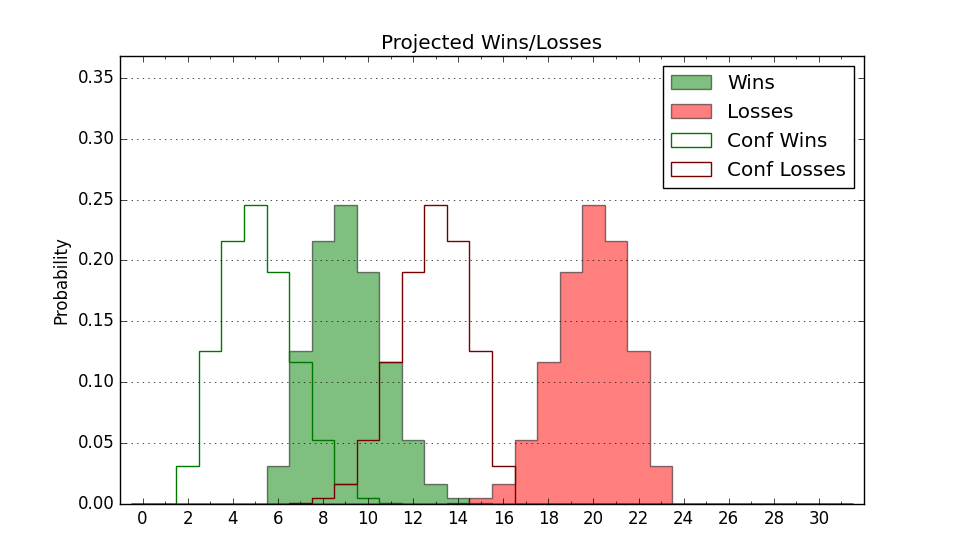 Projected Wins/Losses
Wins
Losses
Conf Wins
Conf Losses
Probability
0.35
0.30
0.25
0.20
0.15
0.10
0.05
0.00
0 2 4 6 8 10 12 14 16 18 20 22 24 26 28 30